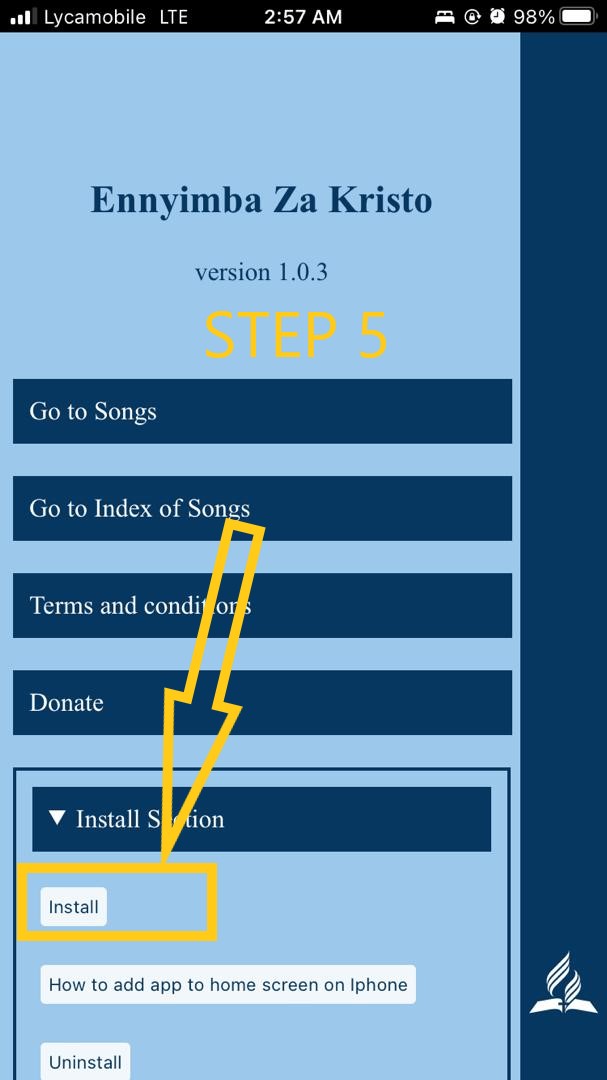 Lycamobile LTE 2:57 AM 98%
Ennyimba Za Kristo
version 1.0.3
STEP 5
Go to Songs
Go to Index of Songs
Terms and conditions
Donate
▼ Install Section
Install
How to add app to home screen on Iphone
Uninstall